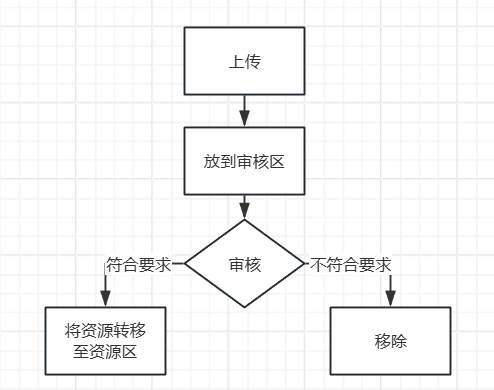 上传
放到审核区
审核
符合要求
不符合要求
将资源转移
至资源区
移除